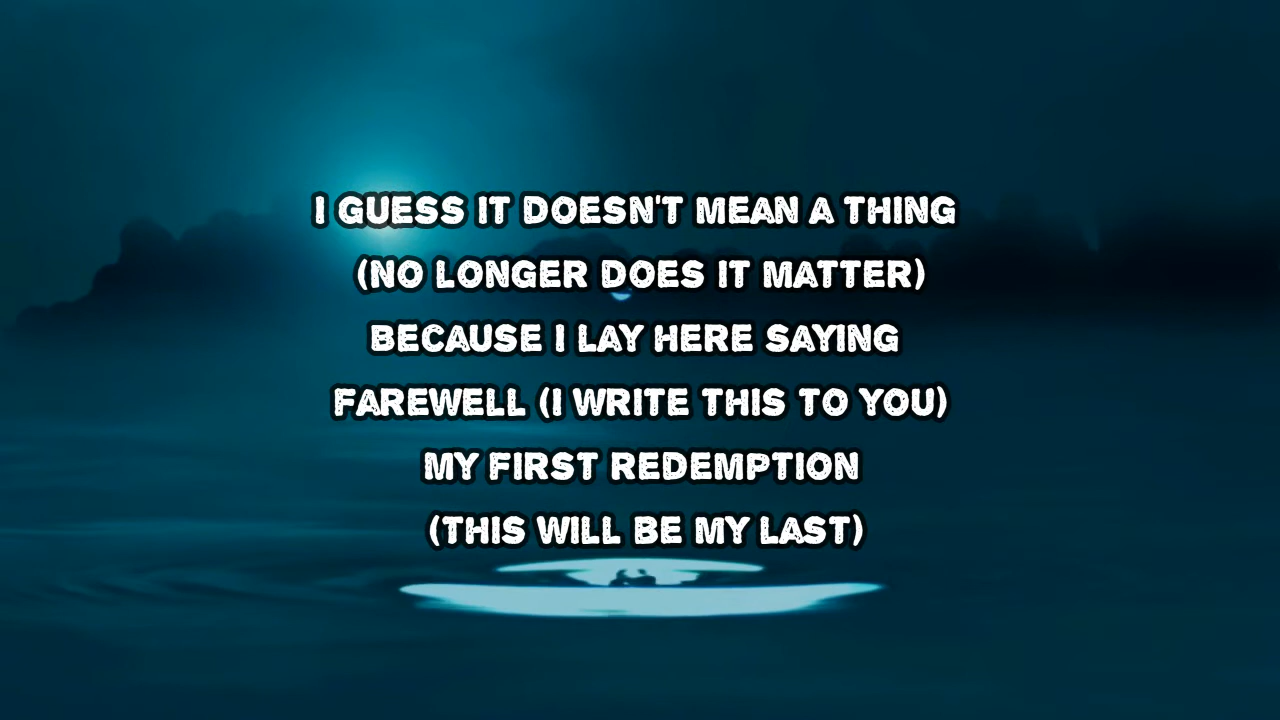 I GUESS IT DOESN'T MEAN A THING
(NO LONGER DOES IT MATTER)
BECAUSE I LAY HERE SAYING
FAREWELL (I WRITE THIS TO YOU)
MY FIRST REDEMPTION
(THIS WILL BE MY LAST)